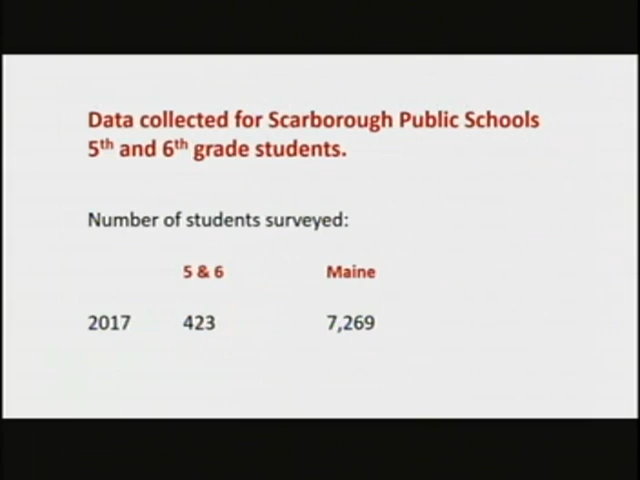 Data collected for Scarborough Public Schools
5th and 6th grade students.
Number of students surveyed:
5 & 6 Maine
2017 423 7,269